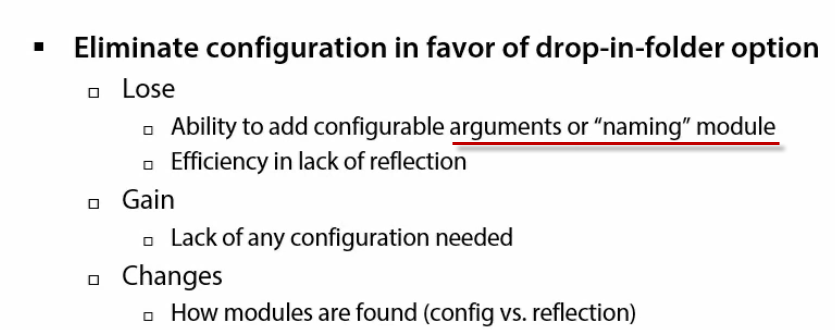 Eliminate configuration in favor of drop-in-folder option
Lose
Ability to add configurable arguments or “naming” module
Efficiency in lack of reflection
Gain
Lack of any configuration needed
Changes
How modules are found (config vs. reflection)